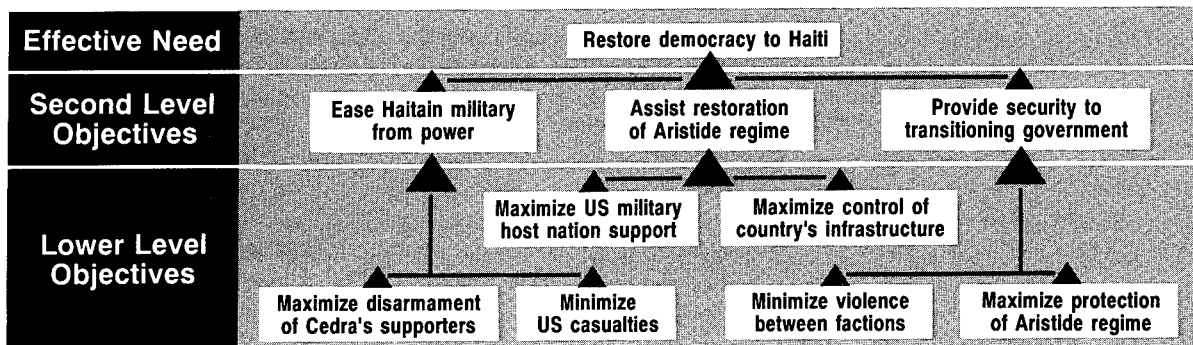 Effective Need
Restore democracy to Haiti
Second Level
Objectives
Ease Haitain military
from power
Assist restoration
of Aristide regime
Provide security to
transitioning government
Lower Level
Objectives
Maximize US military
host nation support
Maximize control of
country's infrastructure
Maximize disarmament
of Cedra's supporters
Minimize
US casualties
Minimize violence
between factions
Maximize protection
of Aristide regime